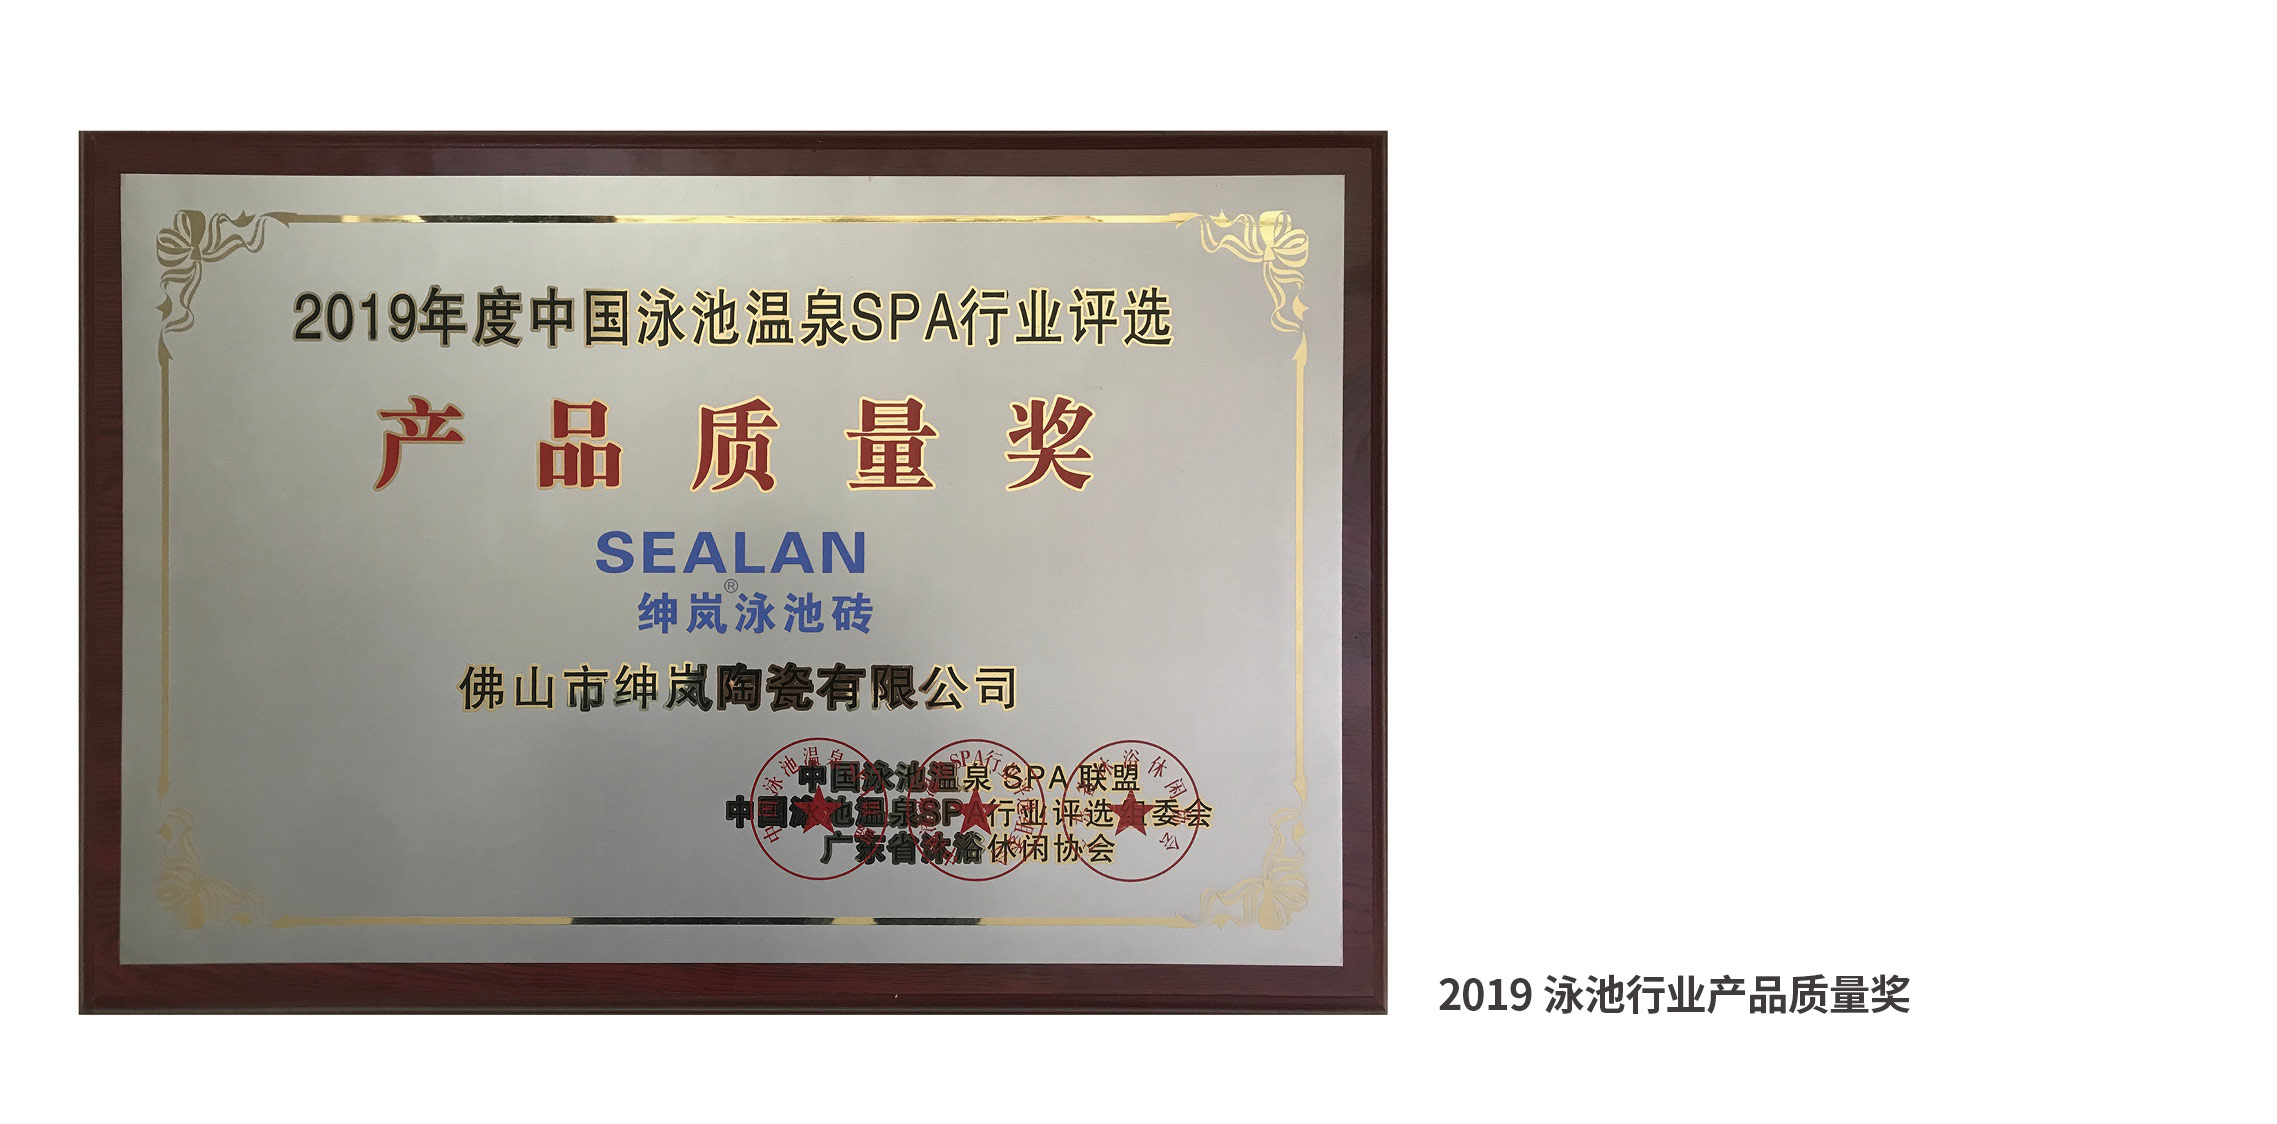 2019年度中国泳池温泉SPA行业评选
产品质量奖
SEALAN
®
绅岚泳池砖
佛山市绅岚陶瓷有限公司
中国泳池温泉 SPA 联盟
中国泳池温泉SPA行业评选组委会
广东省沐浴休闲协会
2019 泳池行业产品质量奖